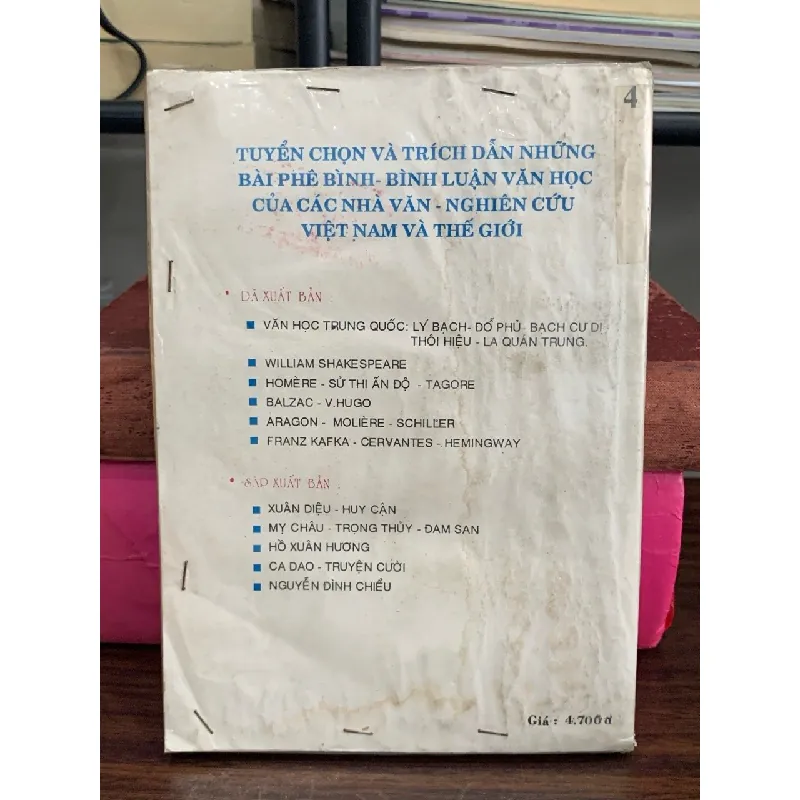 4
TUYỂN CHỌN VÀ TRÍCH DẪN NHỮNG
BÀI PHÊ BÌNH - BÌNH LUẬN VĂN HỌC
CỦA CÁC NHÀ VĂN - NGHIÊN CỨU
VIỆT NAM VÀ THẾ GIỚI
• ĐÃ XUẤT BẢN :
■ VĂN HỌC TRUNG QUỐC: LÝ BẠCH - ĐỔ PHỦ - BẠCH CƯ DỊ -
THÔI HIỆU - LA QUÁN TRUNG.
■ WILLIAM SHAKESPEARE
■ HOMÈRE - SỬ THI ẤN ĐỘ - TAGORE
■ BALZAC - V.HUGO
■ ARAGON - MOLIÈRE - SCHILLER
■ FRANZ KAFKA - CERVANTES - HEMINGWAY
• SẮP XUẤT BẢN :
■ XUÂN DIỆU - HUY CẬN
■ MỴ CHÂU - TRỌNG THỦY - ĐAM SAN
■ HỒ XUÂN HƯƠNG
■ CA DAO - TRUYỆN CƯỜI
■ NGUYỄN ĐÌNH CHIỂU
Giá : 4.700 đ